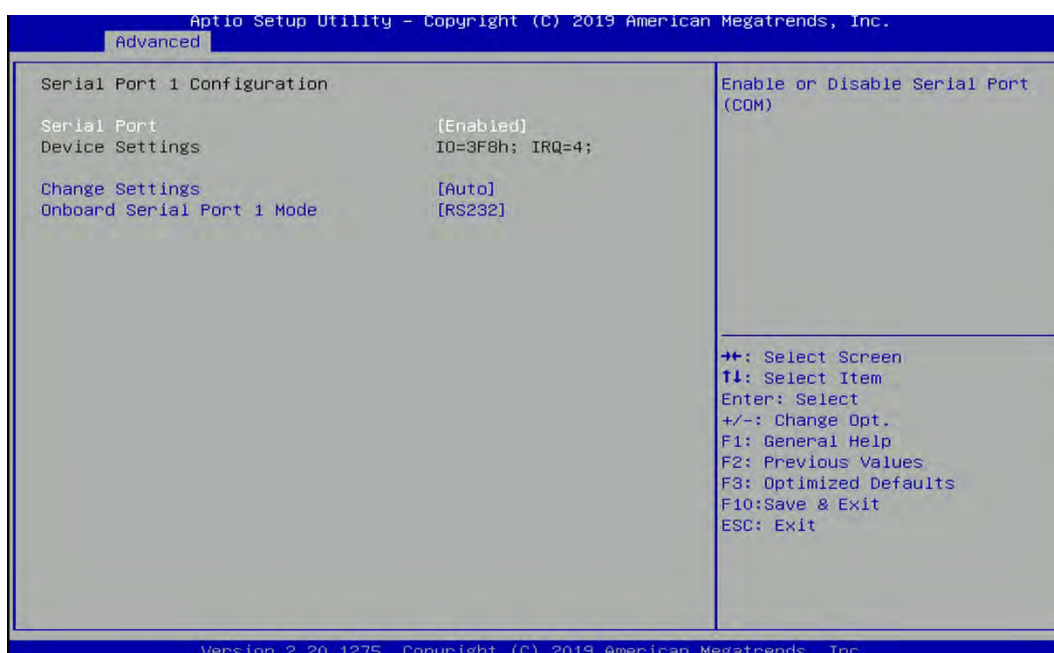 Aptio Setup Utility – Copyright (C) 2019 American Megatrends, Inc.
Advanced
Serial Port 1 Configuration
Serial Port [Enabled]
Device Settings IO=3F8h; IRQ=4;
Change Settings [Auto]
Onboard Serial Port 1 Mode [RS232]
Enable or Disable Serial Port
(COM)
→←: Select Screen
↑↓: Select Item
Enter: Select
+/-: Change Opt.
F1: General Help
F2: Previous Values
F3: Optimized Defaults
F10:Save & Exit
ESC: Exit
Version 2.20.1275. Copyright (C) 2019 American Megatrends, Inc.